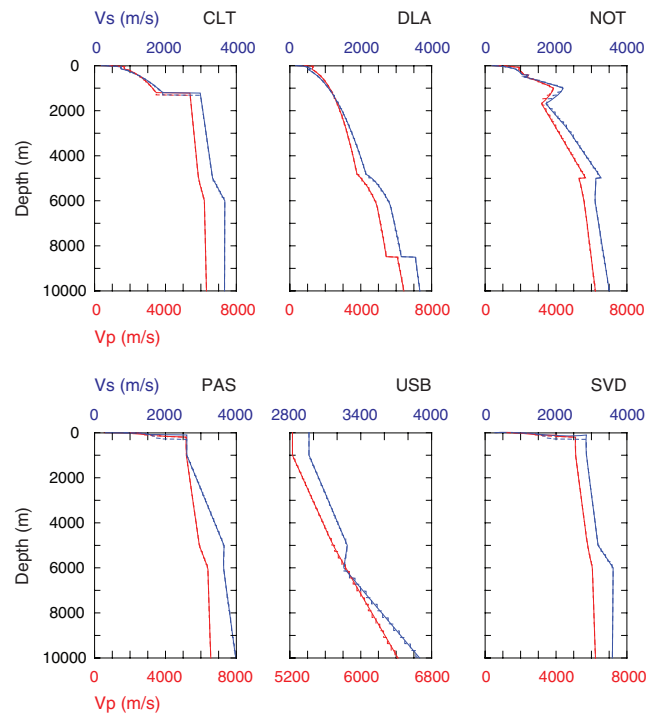 Vs (m/s) CLT DLA NOT
0 2000 4000 0 2000 4000 0 2000 4000
0
2000
4000
6000
8000
10000
Depth (m)
0 4000 8000 0 4000 8000 0 4000 8000
Vp (m/s)
Vs (m/s) PAS USB SVD
0 2000 4000 2800 3400 4000 0 2000 4000
0
2000
4000
6000
8000
10000
Depth (m)
0 4000 8000 5200 6000 6800 0 4000 8000
Vp (m/s)